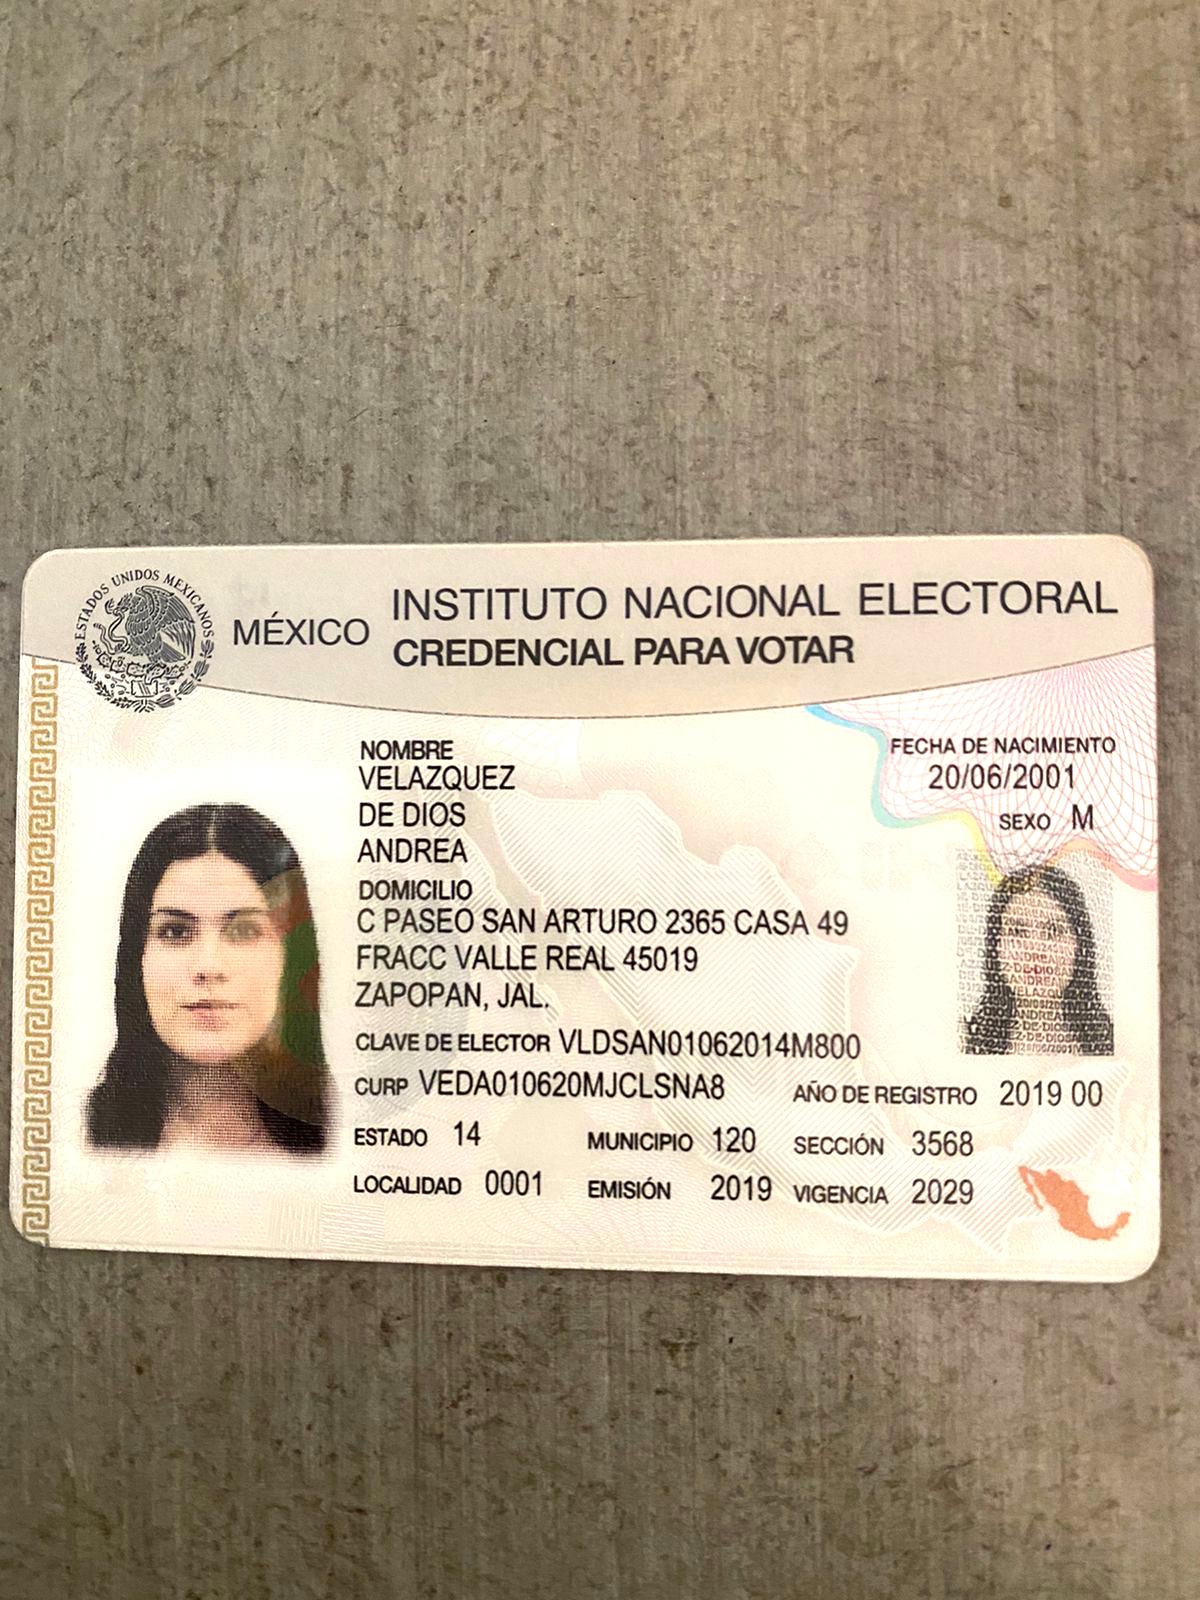 ESTADOS UNIDOS MEXICANOS
MÉXICO
INSTITUTO NACIONAL ELECTORAL
CREDENCIAL PARA VOTAR
NOMBRE
VELAZQUEZ
DE DIOS
ANDREA
FECHA DE NACIMIENTO
20/06/2001
SEXO M
DOMICILIO
C PASEO SAN ARTURO 2365 CASA 49
FRACC VALLE REAL 45019
ZAPOPAN, JAL.
CLAVE DE ELECTOR VLDSAN01062014M800
CURP VEDA010620MJCLSNA8 AÑO DE REGISTRO 2019 00
ESTADO 14 MUNICIPIO 120 SECCIÓN 3568
LOCALIDAD 0001 EMISIÓN 2019 VIGENCIA 2029